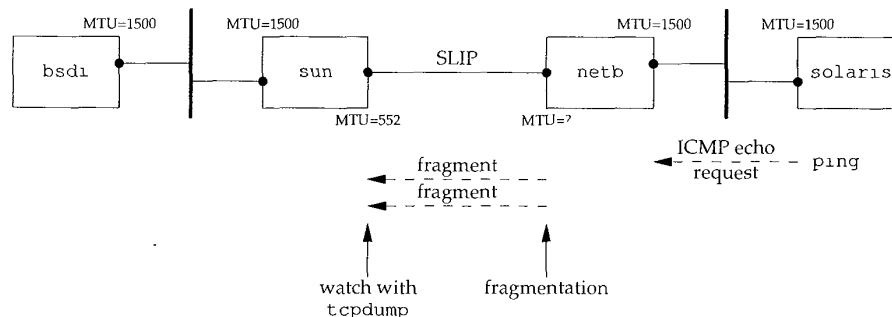 MTU=1500
MTU=1500
MTU=1500
MTU=1500
bsdi
sun
SLIP
netb
solaris
MTU=552
MTU=?
ICMP echo
request
ping
fragment
fragment
watch with
tcpdump
fragmentation